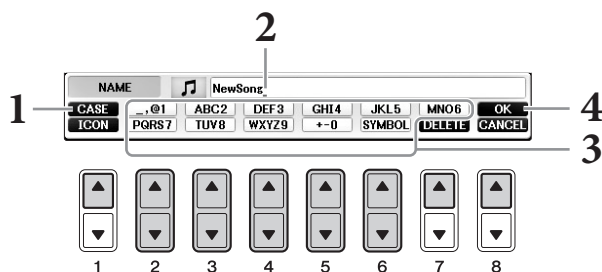 2
NAME NewSong
1 CASE _,@1 ABC2 DEF3 GHI4 JKL5 MNO6 OK 4
ICON PQRS7 TUV8 WXYZ9 +-0 SYMBOL DELETE CANCEL
3
1 2 3 4 5 6 7 8